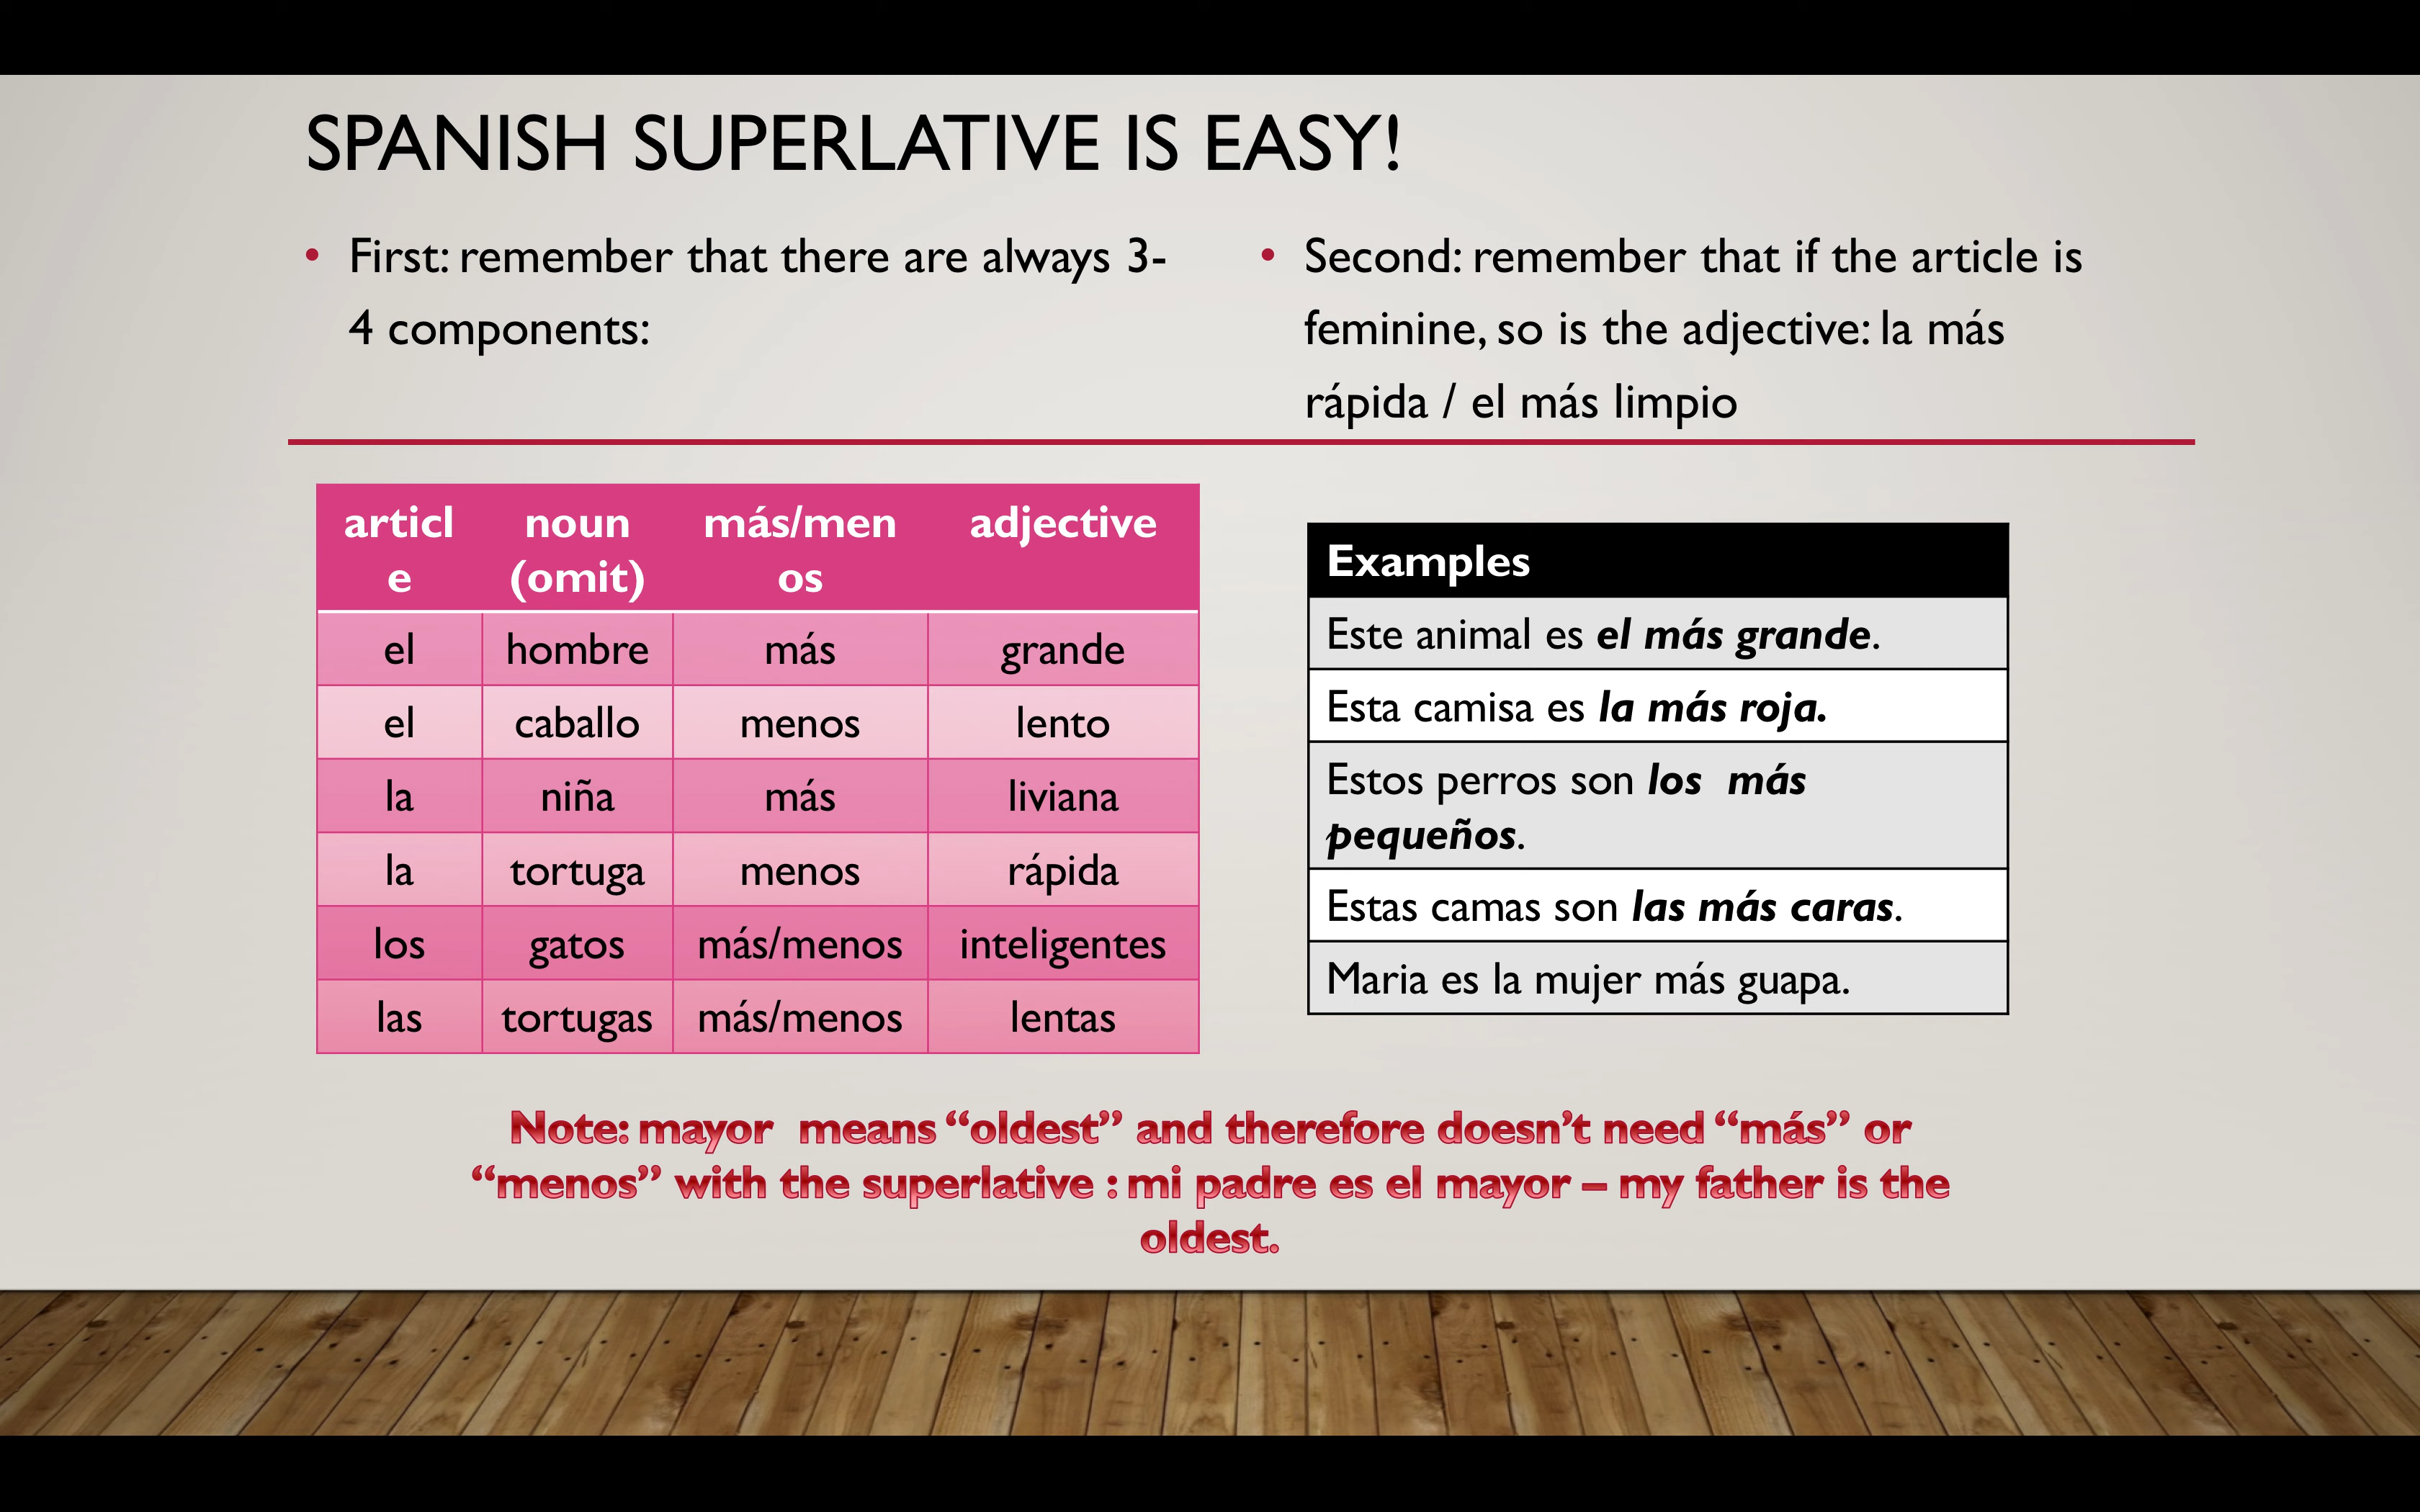 SPANISH SUPERLATIVE IS EASY!
• First: remember that there are always 3-
4 components:
• Second: remember that if the article is
feminine, so is the adjective: la más
rápida / el más limpio
articl
e
noun
(omit)
más/men
os
adjective
el hombre más grande
el caballo menos lento
la niña más liviana
la tortuga menos rápida
los gatos más/menos inteligentes
las tortugas más/menos lentas
Examples
Este animal es el más grande.
Esta camisa es la más roja.
Estos perros son los más
pequeños.
Estas camas son las más caras.
Maria es la mujer más guapa.
Note: mayor means “oldest” and therefore doesn’t need “más” or
“menos” with the superlative : mi padre es el mayor – my father is the
oldest.